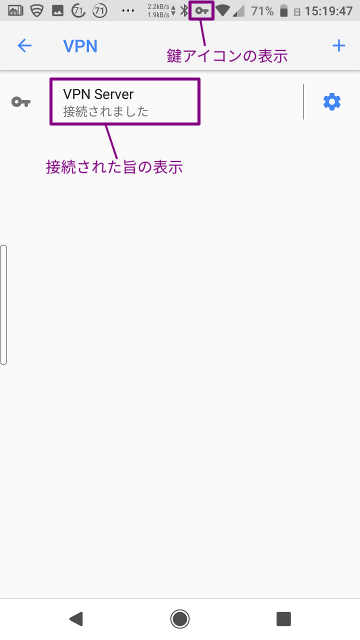 2.2kB/s
1.9kB/s
71
71
71% 日 15:19:47
VPN
鍵アイコンの表示
VPN Server
接続されました
接続された旨の表示